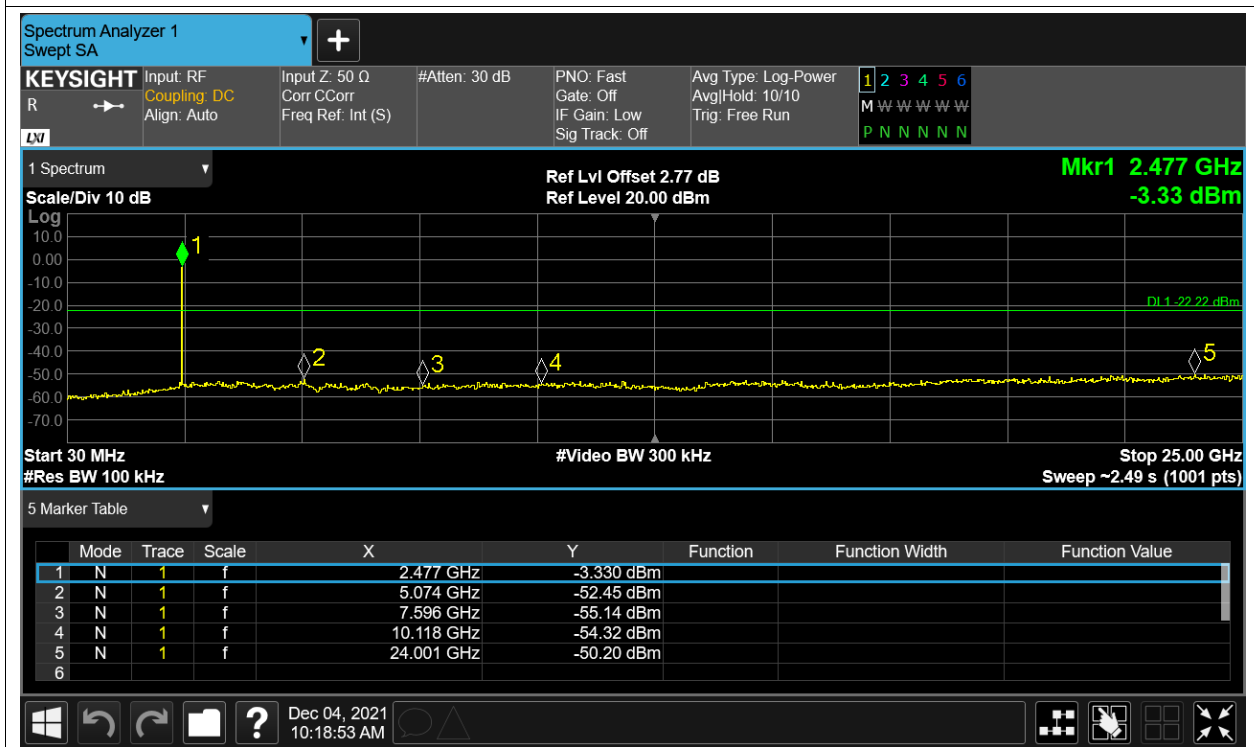 Spectrum Analyzer 1
Swept SA
KEYSIGHT
R
LXI
Input: RF
Coupling: DC
Align: Auto
Input Z: 50 Ω
Corr CCorr
Freq Ref: Int (S)
#Atten: 30 dB
PNO: Fast
Gate: Off
IF Gain: Low
Sig Track: Off
Avg Type: Log-Power
Avg|Hold: 10/10
Trig: Free Run
1 2 3 4 5 6
M W W W W W
P N N N N N
1 Spectrum
Scale/Div 10 dB
Ref Lvl Offset 2.77 dB
Ref Level 20.00 dBm
Mkr1 2.477 GHz
-3.33 dBm
Log
10.0
0.00
-10.0
-20.0
-30.0
-40.0
-50.0
-60.0
-70.0
1
2
3
4
5
DL1 -22.22 dBm
Start 30 MHz
#Res BW 100 kHz
#Video BW 300 kHz
Stop 25.00 GHz
Sweep ~2.49 s (1001 pts)
5 Marker Table
Mode Trace Scale X Y Function Function Width Function Value
1 N 1 f 2.477 GHz -3.330 dBm
2 N 1 f 5.074 GHz -52.45 dBm
3 N 1 f 7.596 GHz -55.14 dBm
4 N 1 f 10.118 GHz -54.32 dBm
5 N 1 f 24.001 GHz -50.20 dBm
6
?
Dec 04, 2021
10:18:53 AM